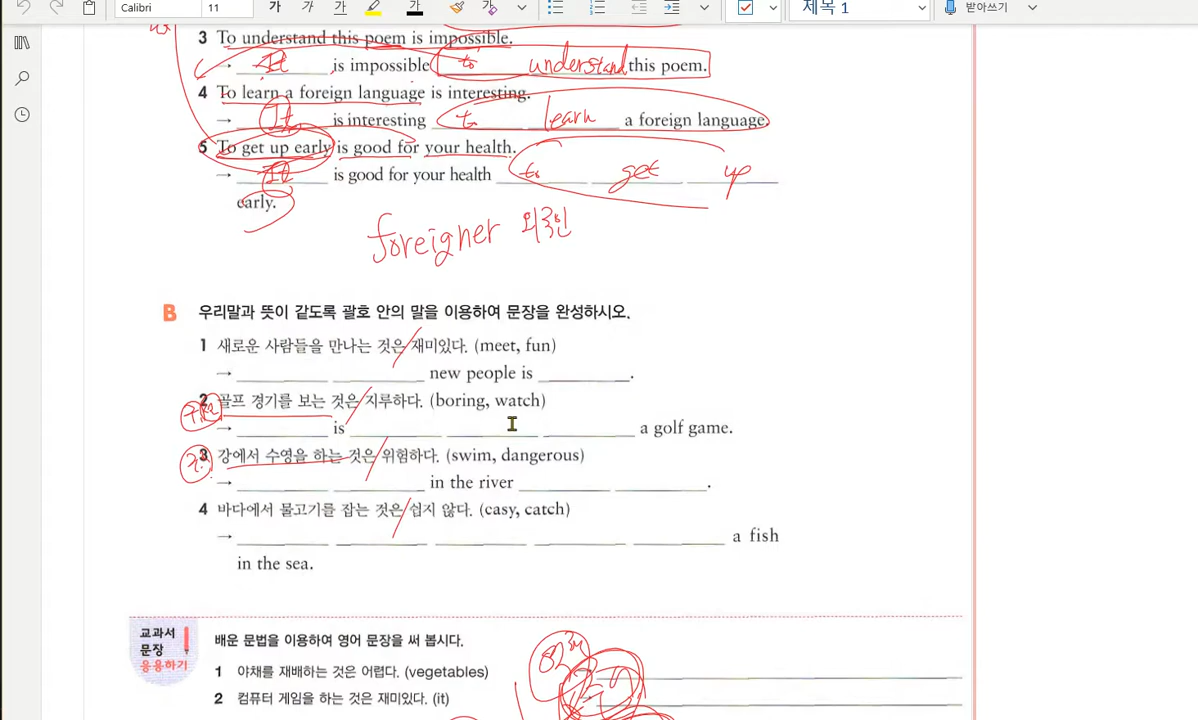 Calibri 11 가 가 가 가 가 제목 1 받아쓰기
3 To understand this poem is impossible.
→ It is impossible to understand this poem.
4 To learn a foreign language is interesting.
→ It is interesting to learn a foreign language.
5 To get up early is good for your health.
→ It is good for your health to get up
early.
foreigner 외국인
B 우리말과 뜻이 같도록 괄호 안의 말을 이용하여 문장을 완성하시오.
1 새로운 사람들을 만나는 것은 재미있다. (meet, fun)
→ new people is .
2 골프 경기를 보는 것은 지루하다. (boring, watch)
→ is a golf game.
3 강에서 수영을 하는 것은 위험하다. (swim, dangerous)
→ in the river .
4 바다에서 물고기를 잡는 것은 쉽지 않다. (casy, catch)
→ a fish
in the sea.
교과서
문장
응용하기
배운 문법을 이용하여 영어 문장을 써 봅시다.
1 야채를 재배하는 것은 어렵다. (vegetables)
2 컴퓨터 게임을 하는 것은 재미있다. (it)